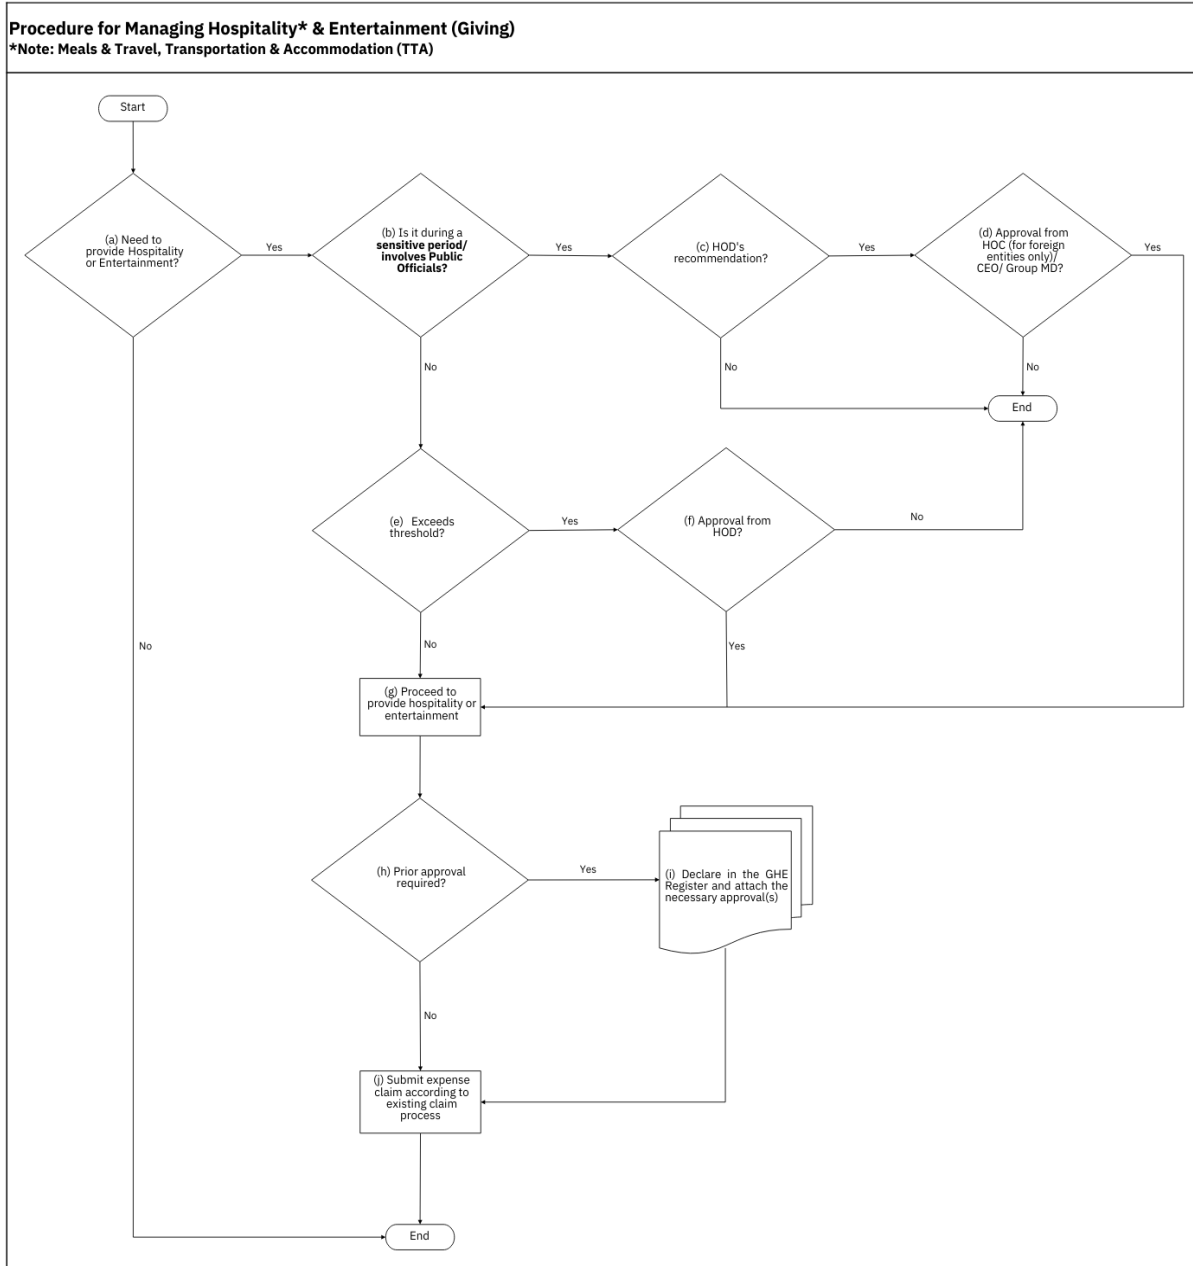 Procedure for Managing Hospitality* & Entertainment (Giving)
*Note: Meals & Travel, Transportation & Accommodation (TTA)
Start
(a) Need to
provide Hospitality
or Entertainment?
Yes
(b) Is it during a
sensitive period/
involves Public
Officials?
Yes
(c) HOD's
recommendation?
Yes
(d) Approval from
HOC (for foreign
entities only)/
CEO/ Group MD?
Yes
No
No
No
End
(e) Exceeds
threshold?
Yes
(f) Approval from
HOD?
No
No
No
Yes
(g) Proceed to
provide hospitality or
entertainment
(h) Prior approval
required?
Yes
(i) Declare in the GHE
Register and attach the
necessary approval(s)
No
(j) Submit expense
claim according to
existing claim
process
End